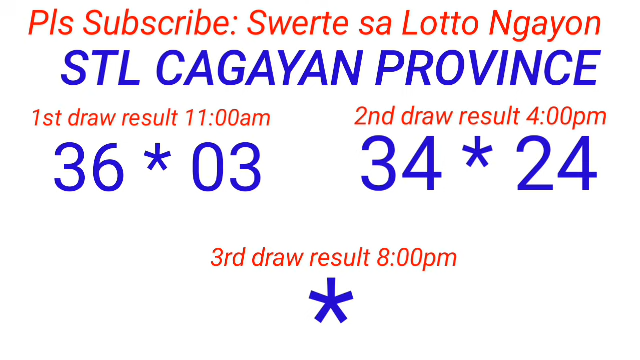 Pls Subscribe: Swerte sa Lotto Ngayon
STL CAGAYAN PROVINCE
1st draw result 11:00am
36 * 03
2nd draw result 4:00pm
34 * 24
3rd draw result 8:00pm
*